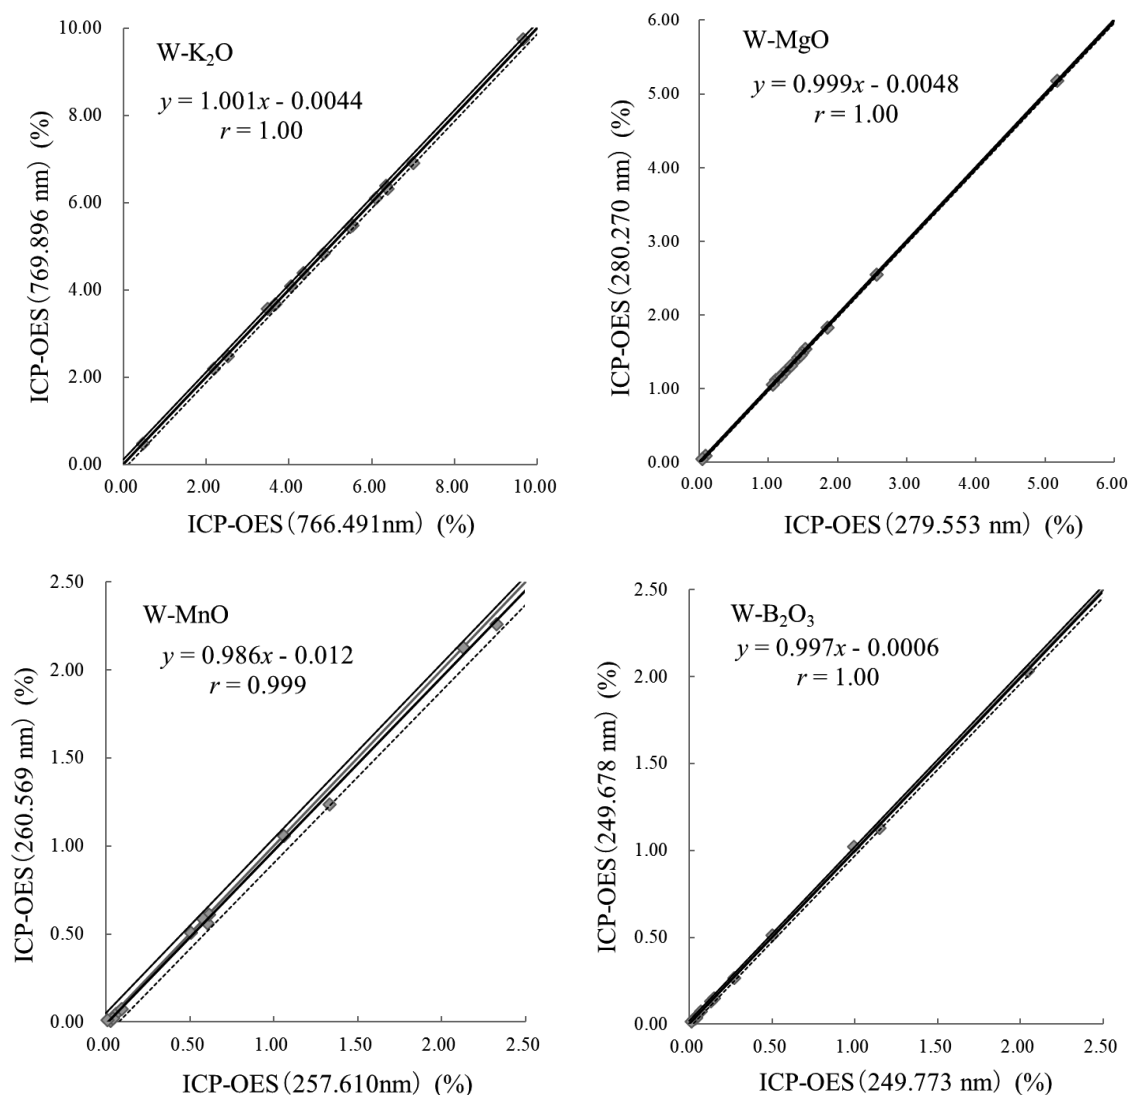 W-K₂O
y = 1.001x - 0.0044
r = 1.00
10.00
8.00
6.00
4.00
2.00
0.00
0.00 2.00 4.00 6.00 8.00 10.00
ICP-OES（769.896 nm）(%)
ICP-OES（766.491nm）(%)
W-MgO
y = 0.999x - 0.0048
r = 1.00
6.00
5.00
4.00
3.00
2.00
1.00
0.00
0.00 1.00 2.00 3.00 4.00 5.00 6.00
ICP-OES（280.270 nm）(%)
ICP-OES（279.553 nm）(%)
W-MnO
y = 0.986x - 0.012
r = 0.999
2.50
2.00
1.50
1.00
0.50
0.00
0.00 0.50 1.00 1.50 2.00 2.50
ICP-OES（260.569 nm）(%)
ICP-OES（257.610nm）(%)
W-B₂O₃
y = 0.997x - 0.0006
r = 1.00
2.50
2.00
1.50
1.00
0.50
0.00
0.00 0.50 1.00 1.50 2.00 2.50
ICP-OES（249.678 nm）(%)
ICP-OES（249.773 nm）(%)